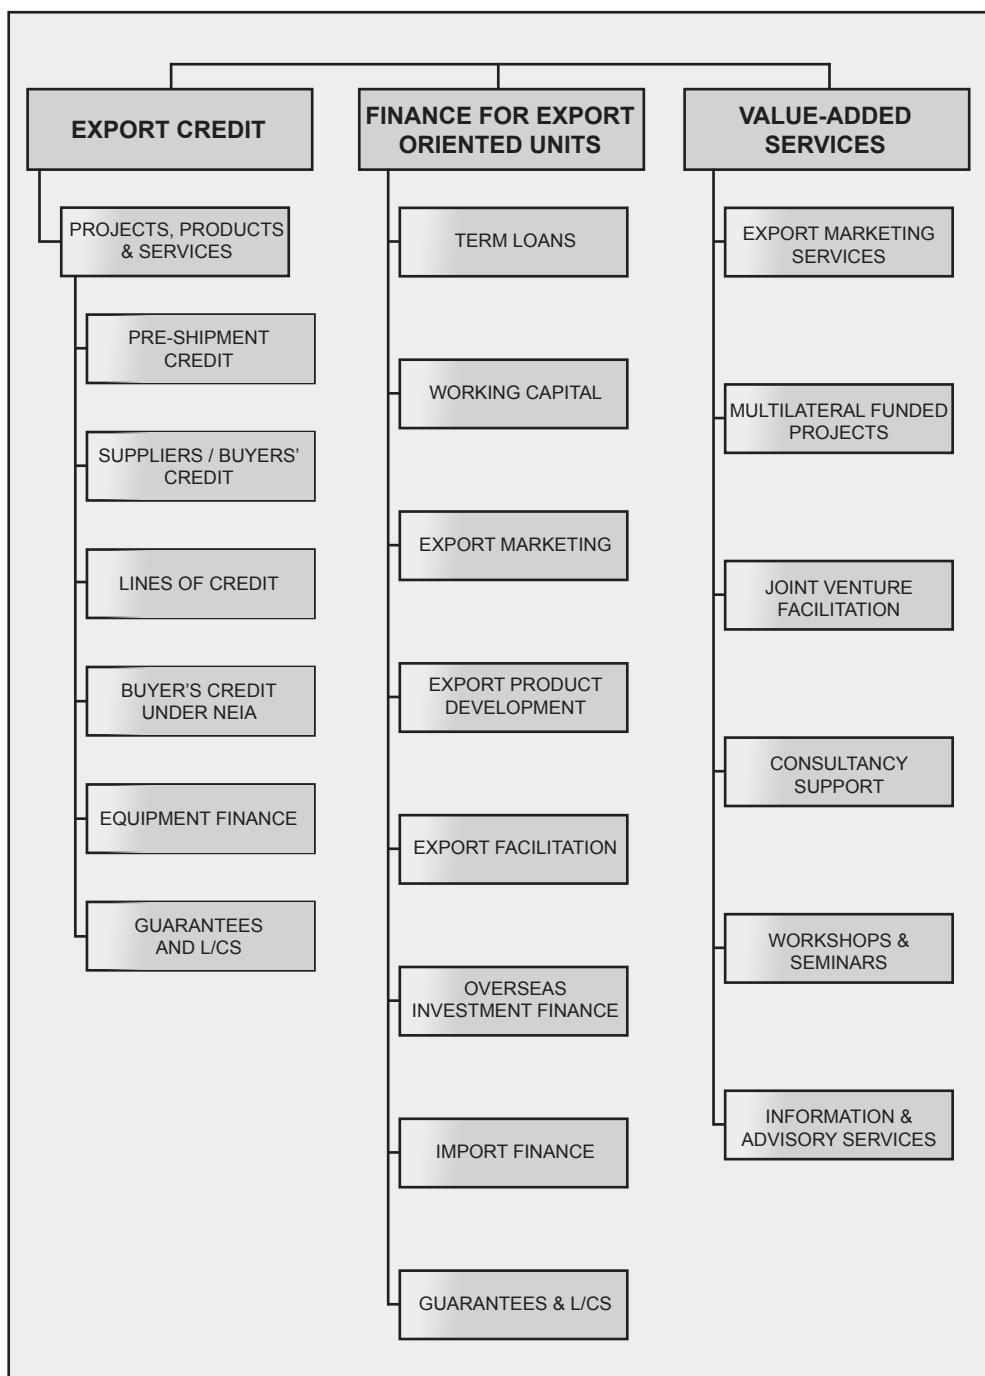 EXPORT CREDIT
PROJECTS, PRODUCTS
& SERVICES
PRE-SHIPMENT
CREDIT
SUPPLIERS / BUYERS’
CREDIT
LINES OF CREDIT
BUYER’S CREDIT
UNDER NEIA
EQUIPMENT FINANCE
GUARANTEES
AND L/CS
FINANCE FOR EXPORT
ORIENTED UNITS
TERM LOANS
WORKING CAPITAL
EXPORT MARKETING
EXPORT PRODUCT
DEVELOPMENT
EXPORT FACILITATION
OVERSEAS
INVESTMENT FINANCE
IMPORT FINANCE
GUARANTEES & L/CS
VALUE-ADDED
SERVICES
EXPORT MARKETING
SERVICES
MULTILATERAL FUNDED
PROJECTS
JOINT VENTURE
FACILITATION
CONSULTANCY
SUPPORT
WORKSHOPS &
SEMINARS
INFORMATION &
ADVISORY SERVICES